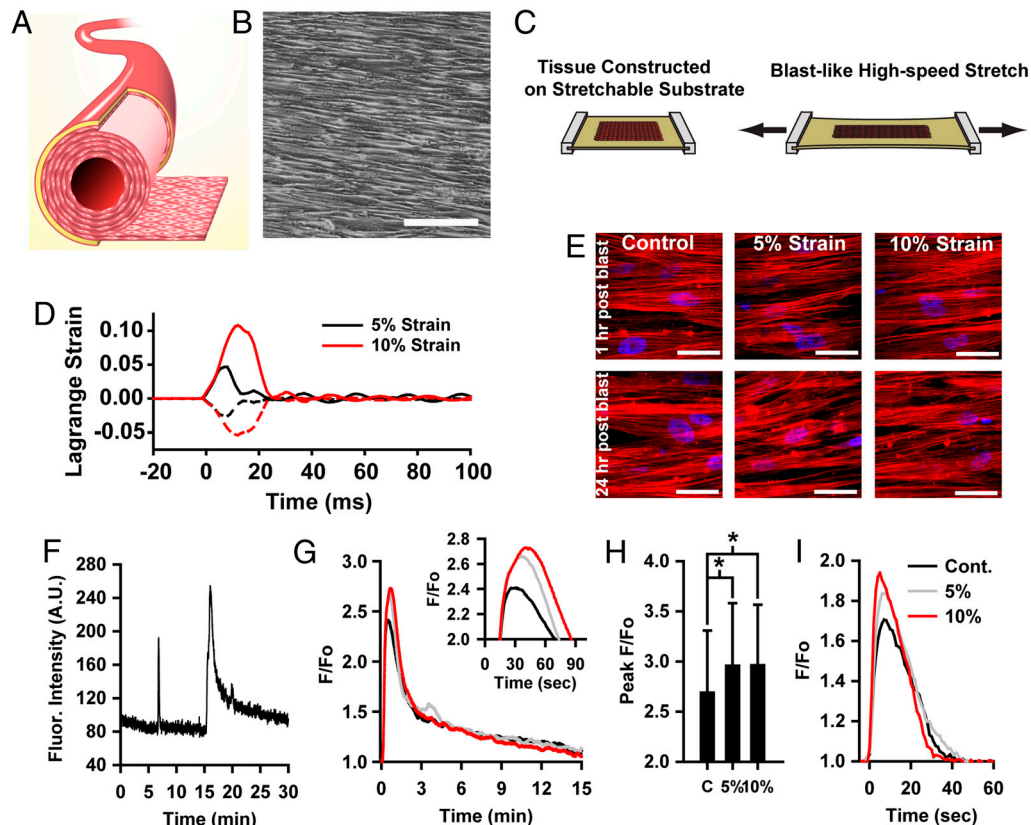 A
B
C
Tissue Constructed
on Stretchable Substrate
Blast-like High-speed Stretch
D
Lagrange Strain
0.10
0.05
0.00
-0.05
5% Strain
10% Strain
-20
0
20
40
60
80
100
Time (ms)
E
Control
5% Strain
10% Strain
1 hr post blast
24 hr post blast
F
Fluor. Intensity (A.U.)
280
240
200
160
120
80
40
0
5
10
15
20
25
30
Time (min)
G
F/Fo
3.0
2.5
2.0
1.5
1.0
0
3
6
9
12
15
Time (min)
F/Fo
2.8
2.6
2.4
2.2
2.0
0
30
60
90
Time (sec)
H
Peak F/Fo
4.0
3.5
3.0
2.5
2.0
*
*
C
5%
10%
I
F/Fo
2.0
1.8
1.6
1.4
1.2
1.0
Cont.
5%
10%
0
20
40
60
Time (sec)